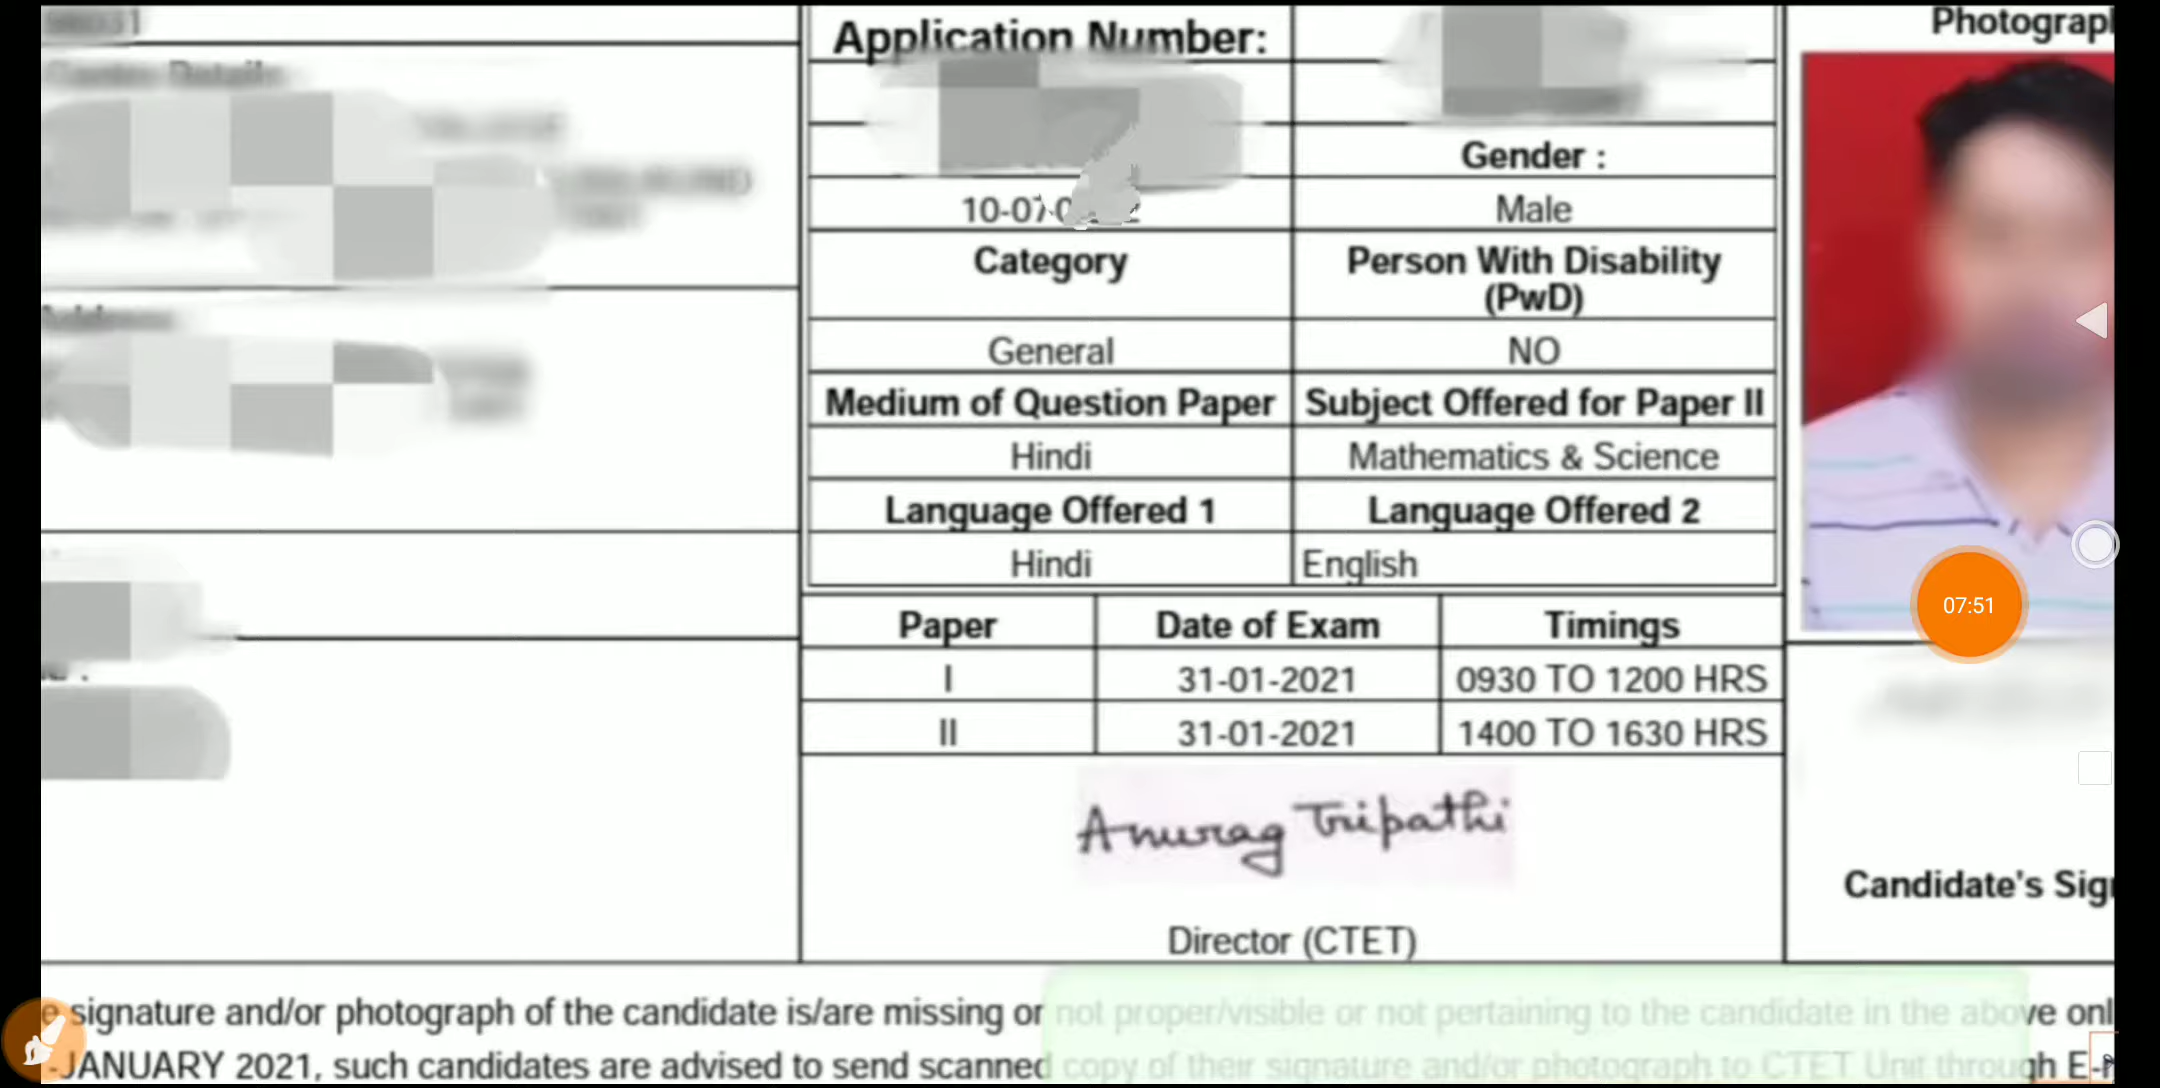 Application Number:
Photograp
Gender :
Male
Category
Person With Disability
(PwD)
General
NO
Medium of Question Paper
Subject Offered for Paper II
Hindi
Mathematics & Science
Language Offered 1
Language Offered 2
Hindi
English
07:51
Paper
Date of Exam
Timings
I
31-01-2021
0930 TO 1200 HRS
II
31-01-2021
1400 TO 1630 HRS
Anurag Tripathi
Candidate's Sig
Director (CTET)
e signature and/or photograph of the candidate is/are missing or not proper/visible or not pertaining to the candidate in the above onl
-JANUARY 2021, such candidates are advised to send scanned copy of their signature and/or photograph to CTET Unit through E-